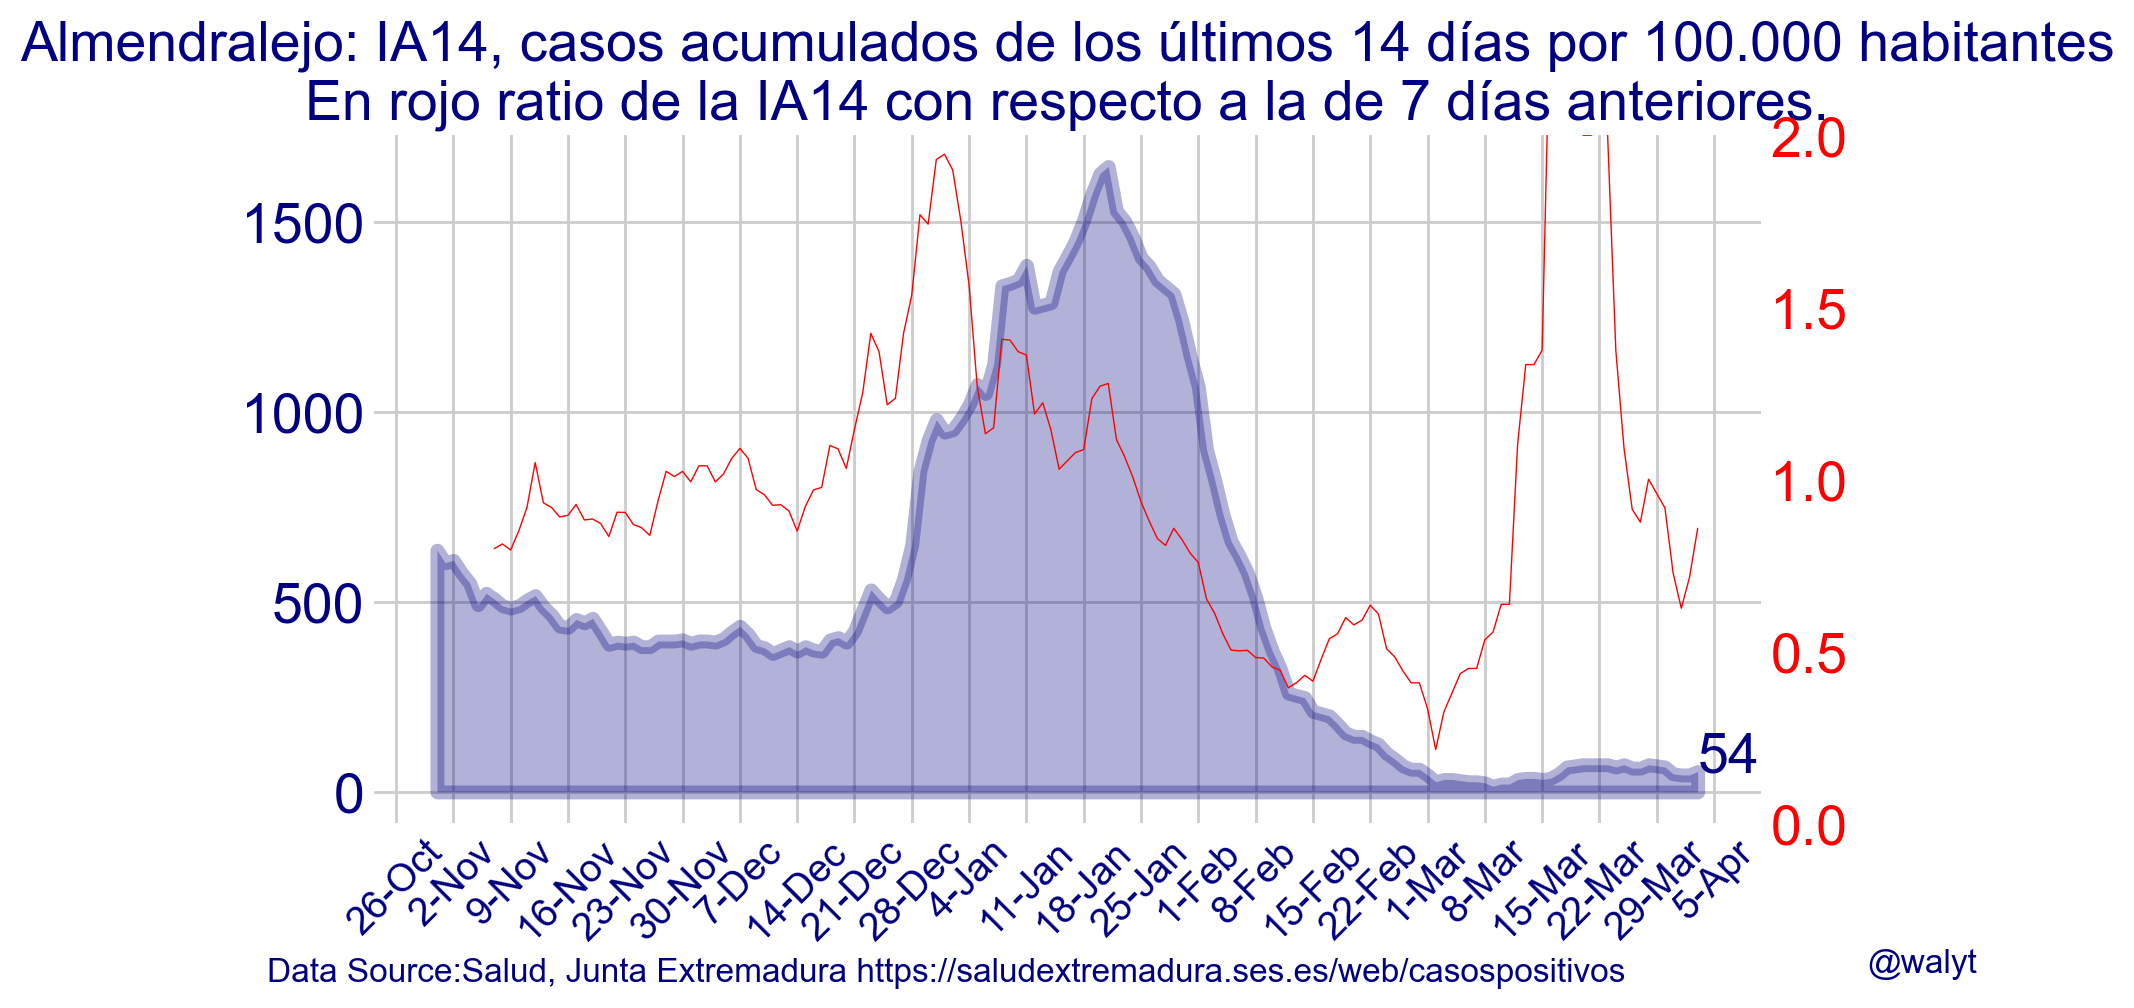 Almendralejo: IA14, casos acumulados de los últimos 14 días por 100.000 habitantes
En rojo ratio de la IA14 con respecto a la de 7 días anteriores.
2.0
1500
1.5
1000
1.0
500
0.5
54
0
0.0
26-Oct
2-Nov
9-Nov
16-Nov
23-Nov
30-Nov
7-Dec
14-Dec
21-Dec
28-Dec
4-Jan
11-Jan
18-Jan
25-Jan
1-Feb
8-Feb
15-Feb
22-Feb
1-Mar
8-Mar
15-Mar
22-Mar
29-Mar
5-Apr
Data Source:Salud, Junta Extremadura https://saludextremadura.ses.es/web/casospositivos
@walyt